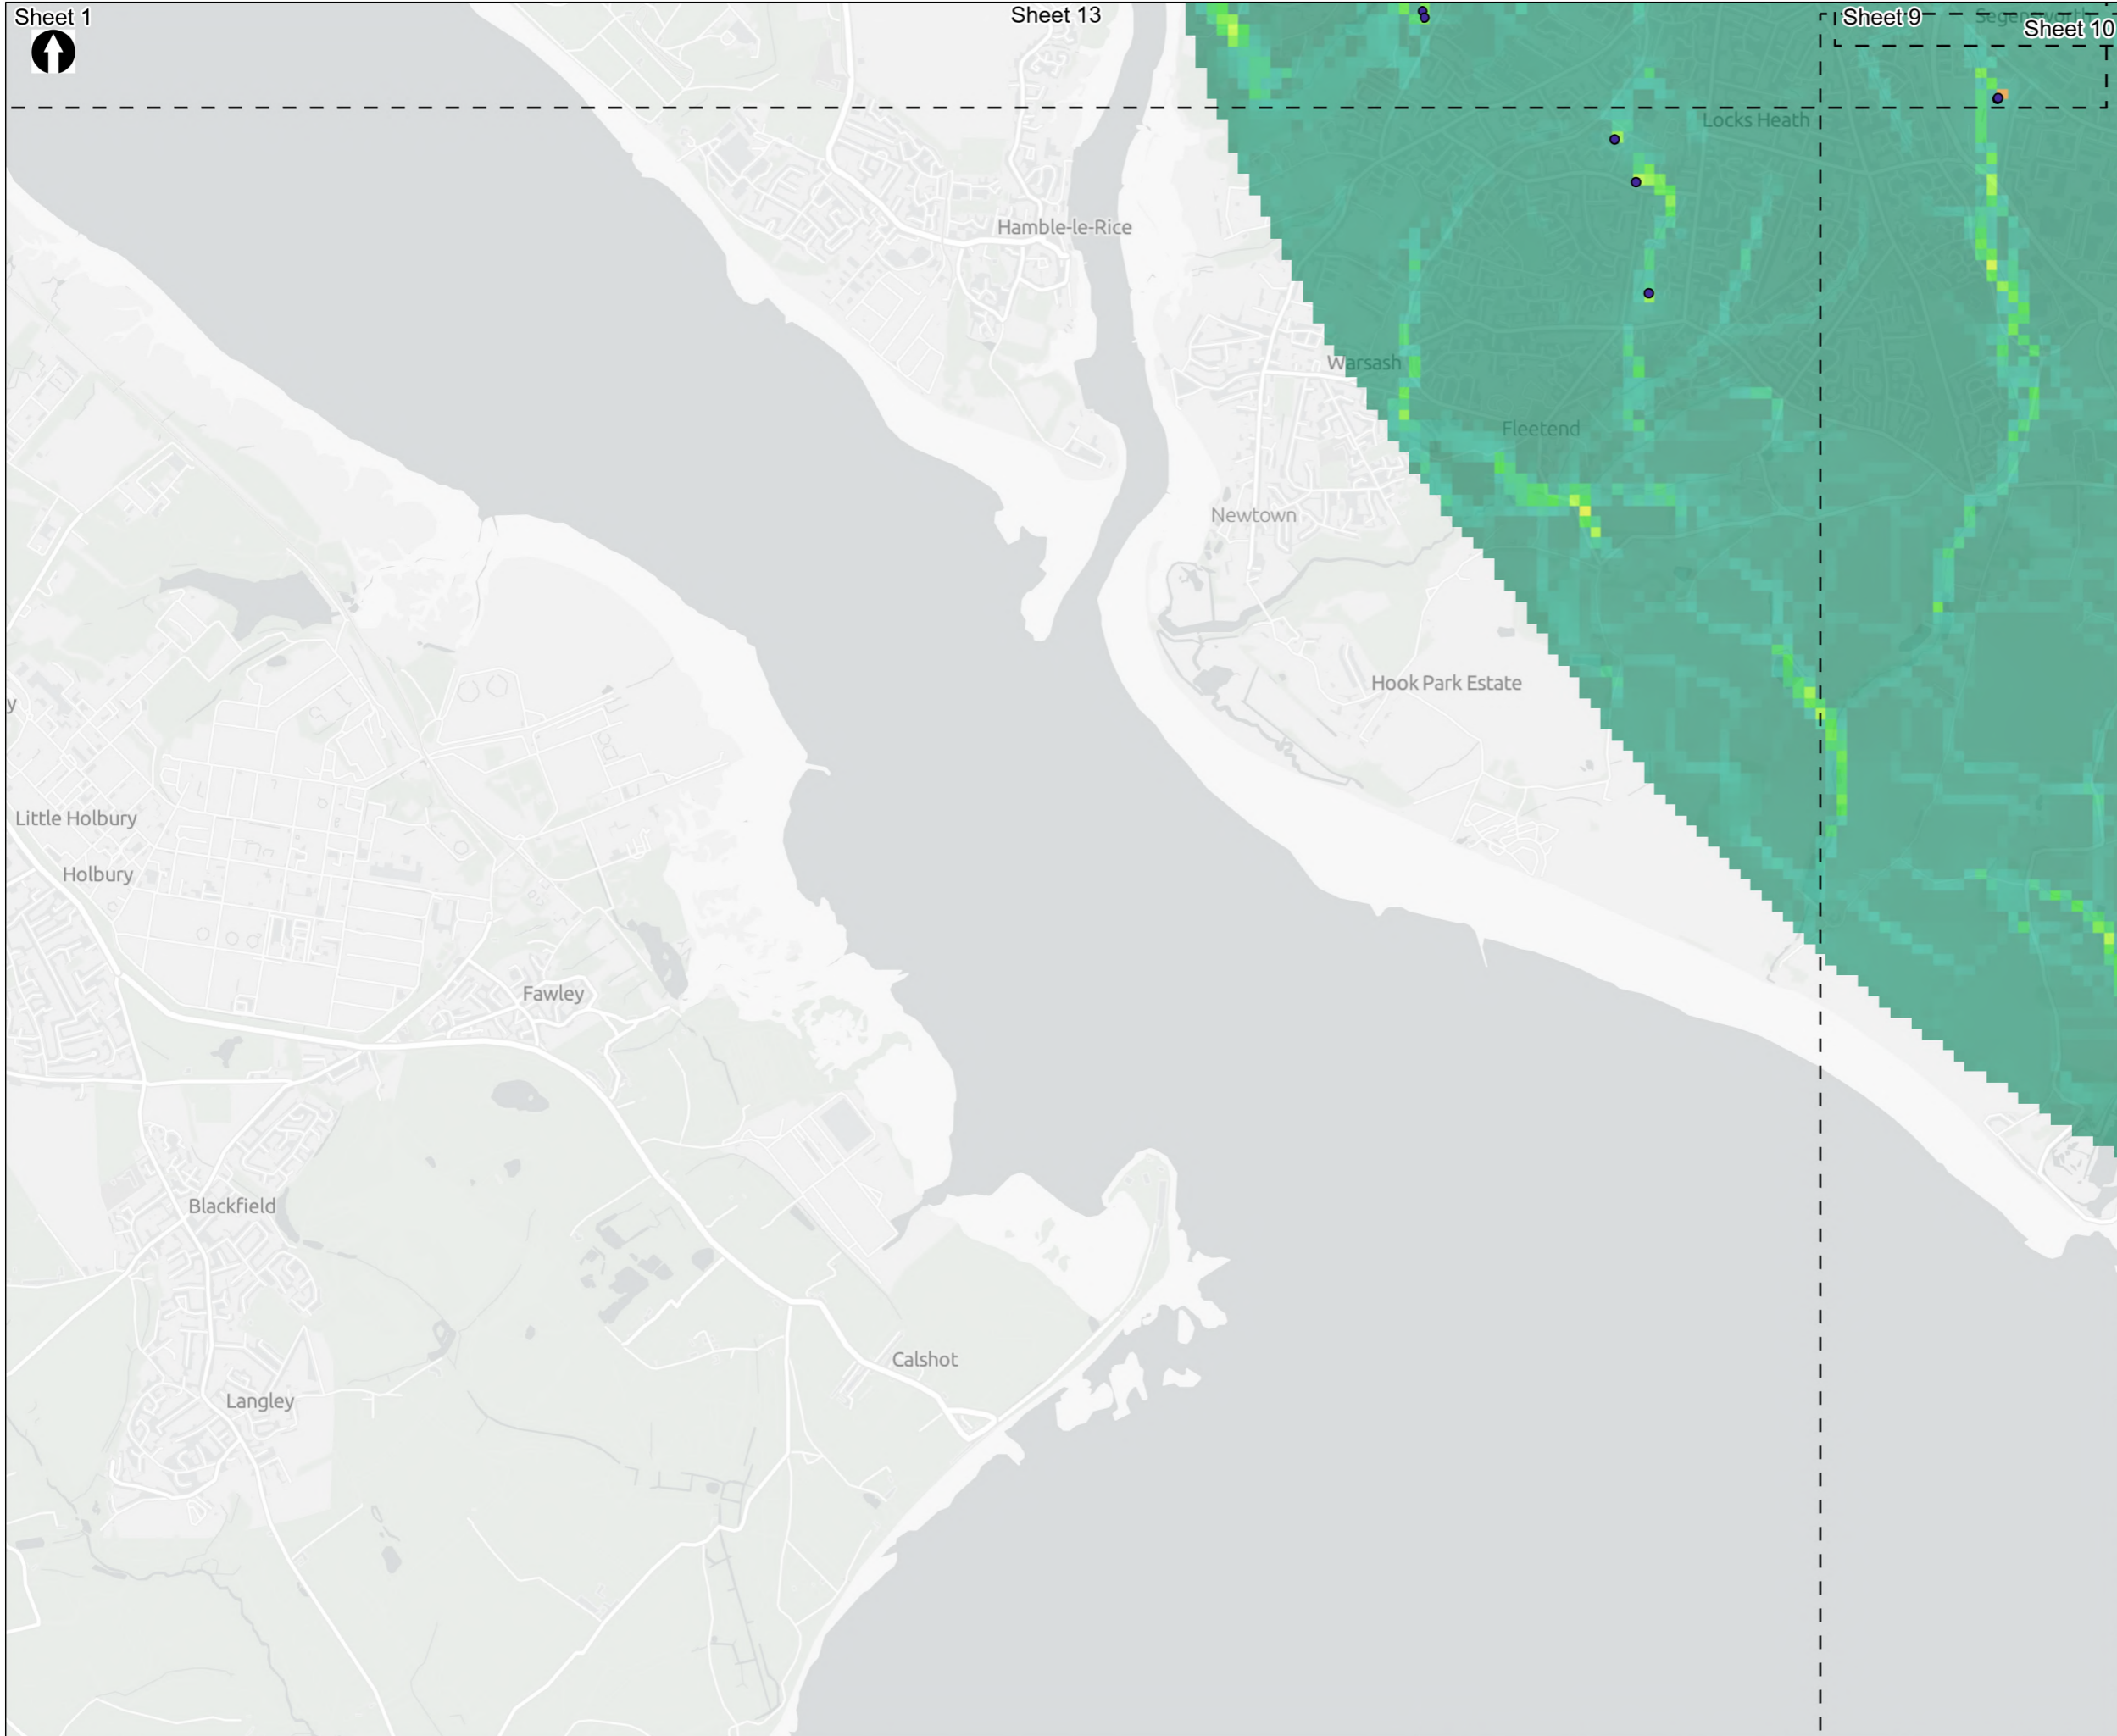 Sheet 1
Sheet 13
Sheet 9
Segensworth
Sheet 10
Locks Heath
Hamble-le-Rice
Warsash
Fleetend
Newtown
Hook Park Estate
y
Little Holbury
Holbury
Fawley
Blackfield
Calshot
Langley